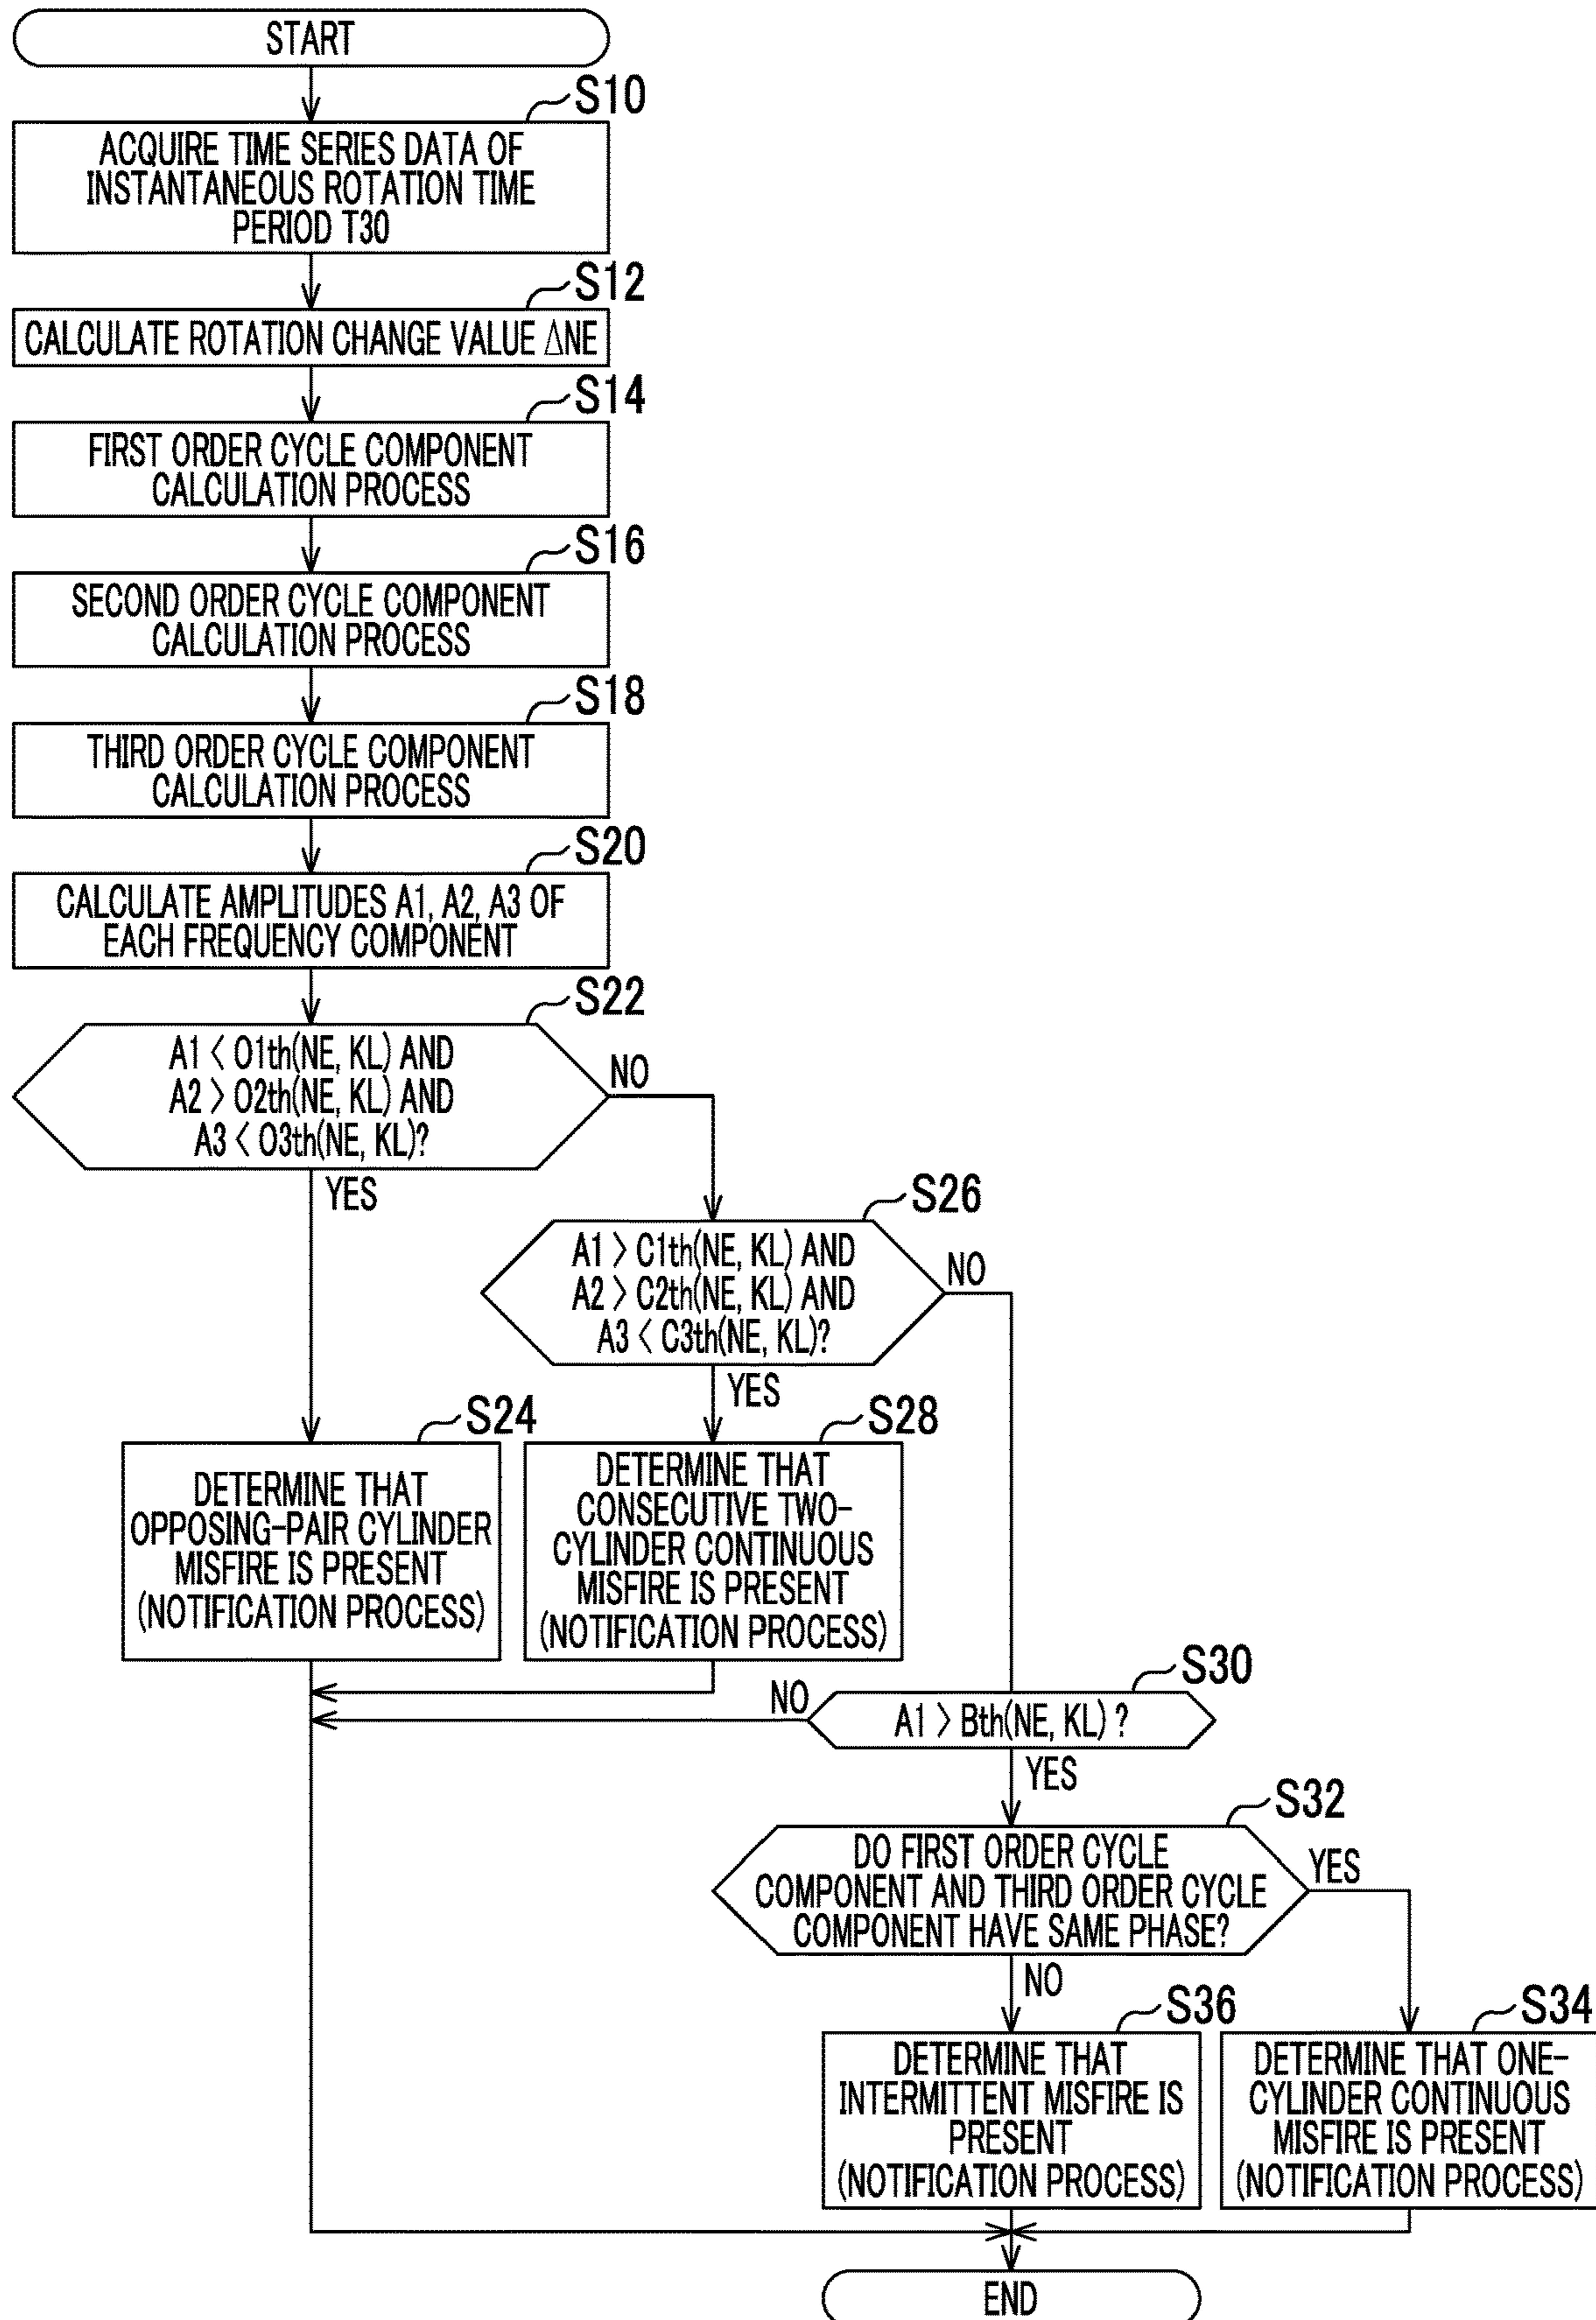 START
S10
ACQUIRE TIME SERIES DATA OF
INSTANTANEOUS ROTATION TIME
PERIOD T30
S12
CALCULATE ROTATION CHANGE VALUE ΔNE
S14
FIRST ORDER CYCLE COMPONENT
CALCULATION PROCESS
S16
SECOND ORDER CYCLE COMPONENT
CALCULATION PROCESS
S18
THIRD ORDER CYCLE COMPONENT
CALCULATION PROCESS
S20
CALCULATE AMPLITUDES A1, A2, A3 OF
EACH FREQUENCY COMPONENT
S22
A1 < O1th(NE, KL) AND
A2 > O2th(NE, KL) AND
A3 < O3th(NE, KL)?
NO
YES
S26
A1 > C1th(NE, KL) AND
A2 > C2th(NE, KL) AND
A3 < C3th(NE, KL)?
NO
YES
S24
DETERMINE THAT
OPPOSING-PAIR CYLINDER
MISFIRE IS PRESENT
(NOTIFICATION PROCESS)
S28
DETERMINE THAT
CONSECUTIVE TWO-
CYLINDER CONTINUOUS
MISFIRE IS PRESENT
(NOTIFICATION PROCESS)
S30
A1 > Bth(NE, KL) ?
NO
YES
S32
DO FIRST ORDER CYCLE
COMPONENT AND THIRD ORDER CYCLE
COMPONENT HAVE SAME PHASE?
YES
NO
S36
DETERMINE THAT
INTERMITTENT MISFIRE IS
PRESENT
(NOTIFICATION PROCESS)
S34
DETERMINE THAT ONE-
CYLINDER CONTINUOUS
MISFIRE IS PRESENT
(NOTIFICATION PROCESS)
END